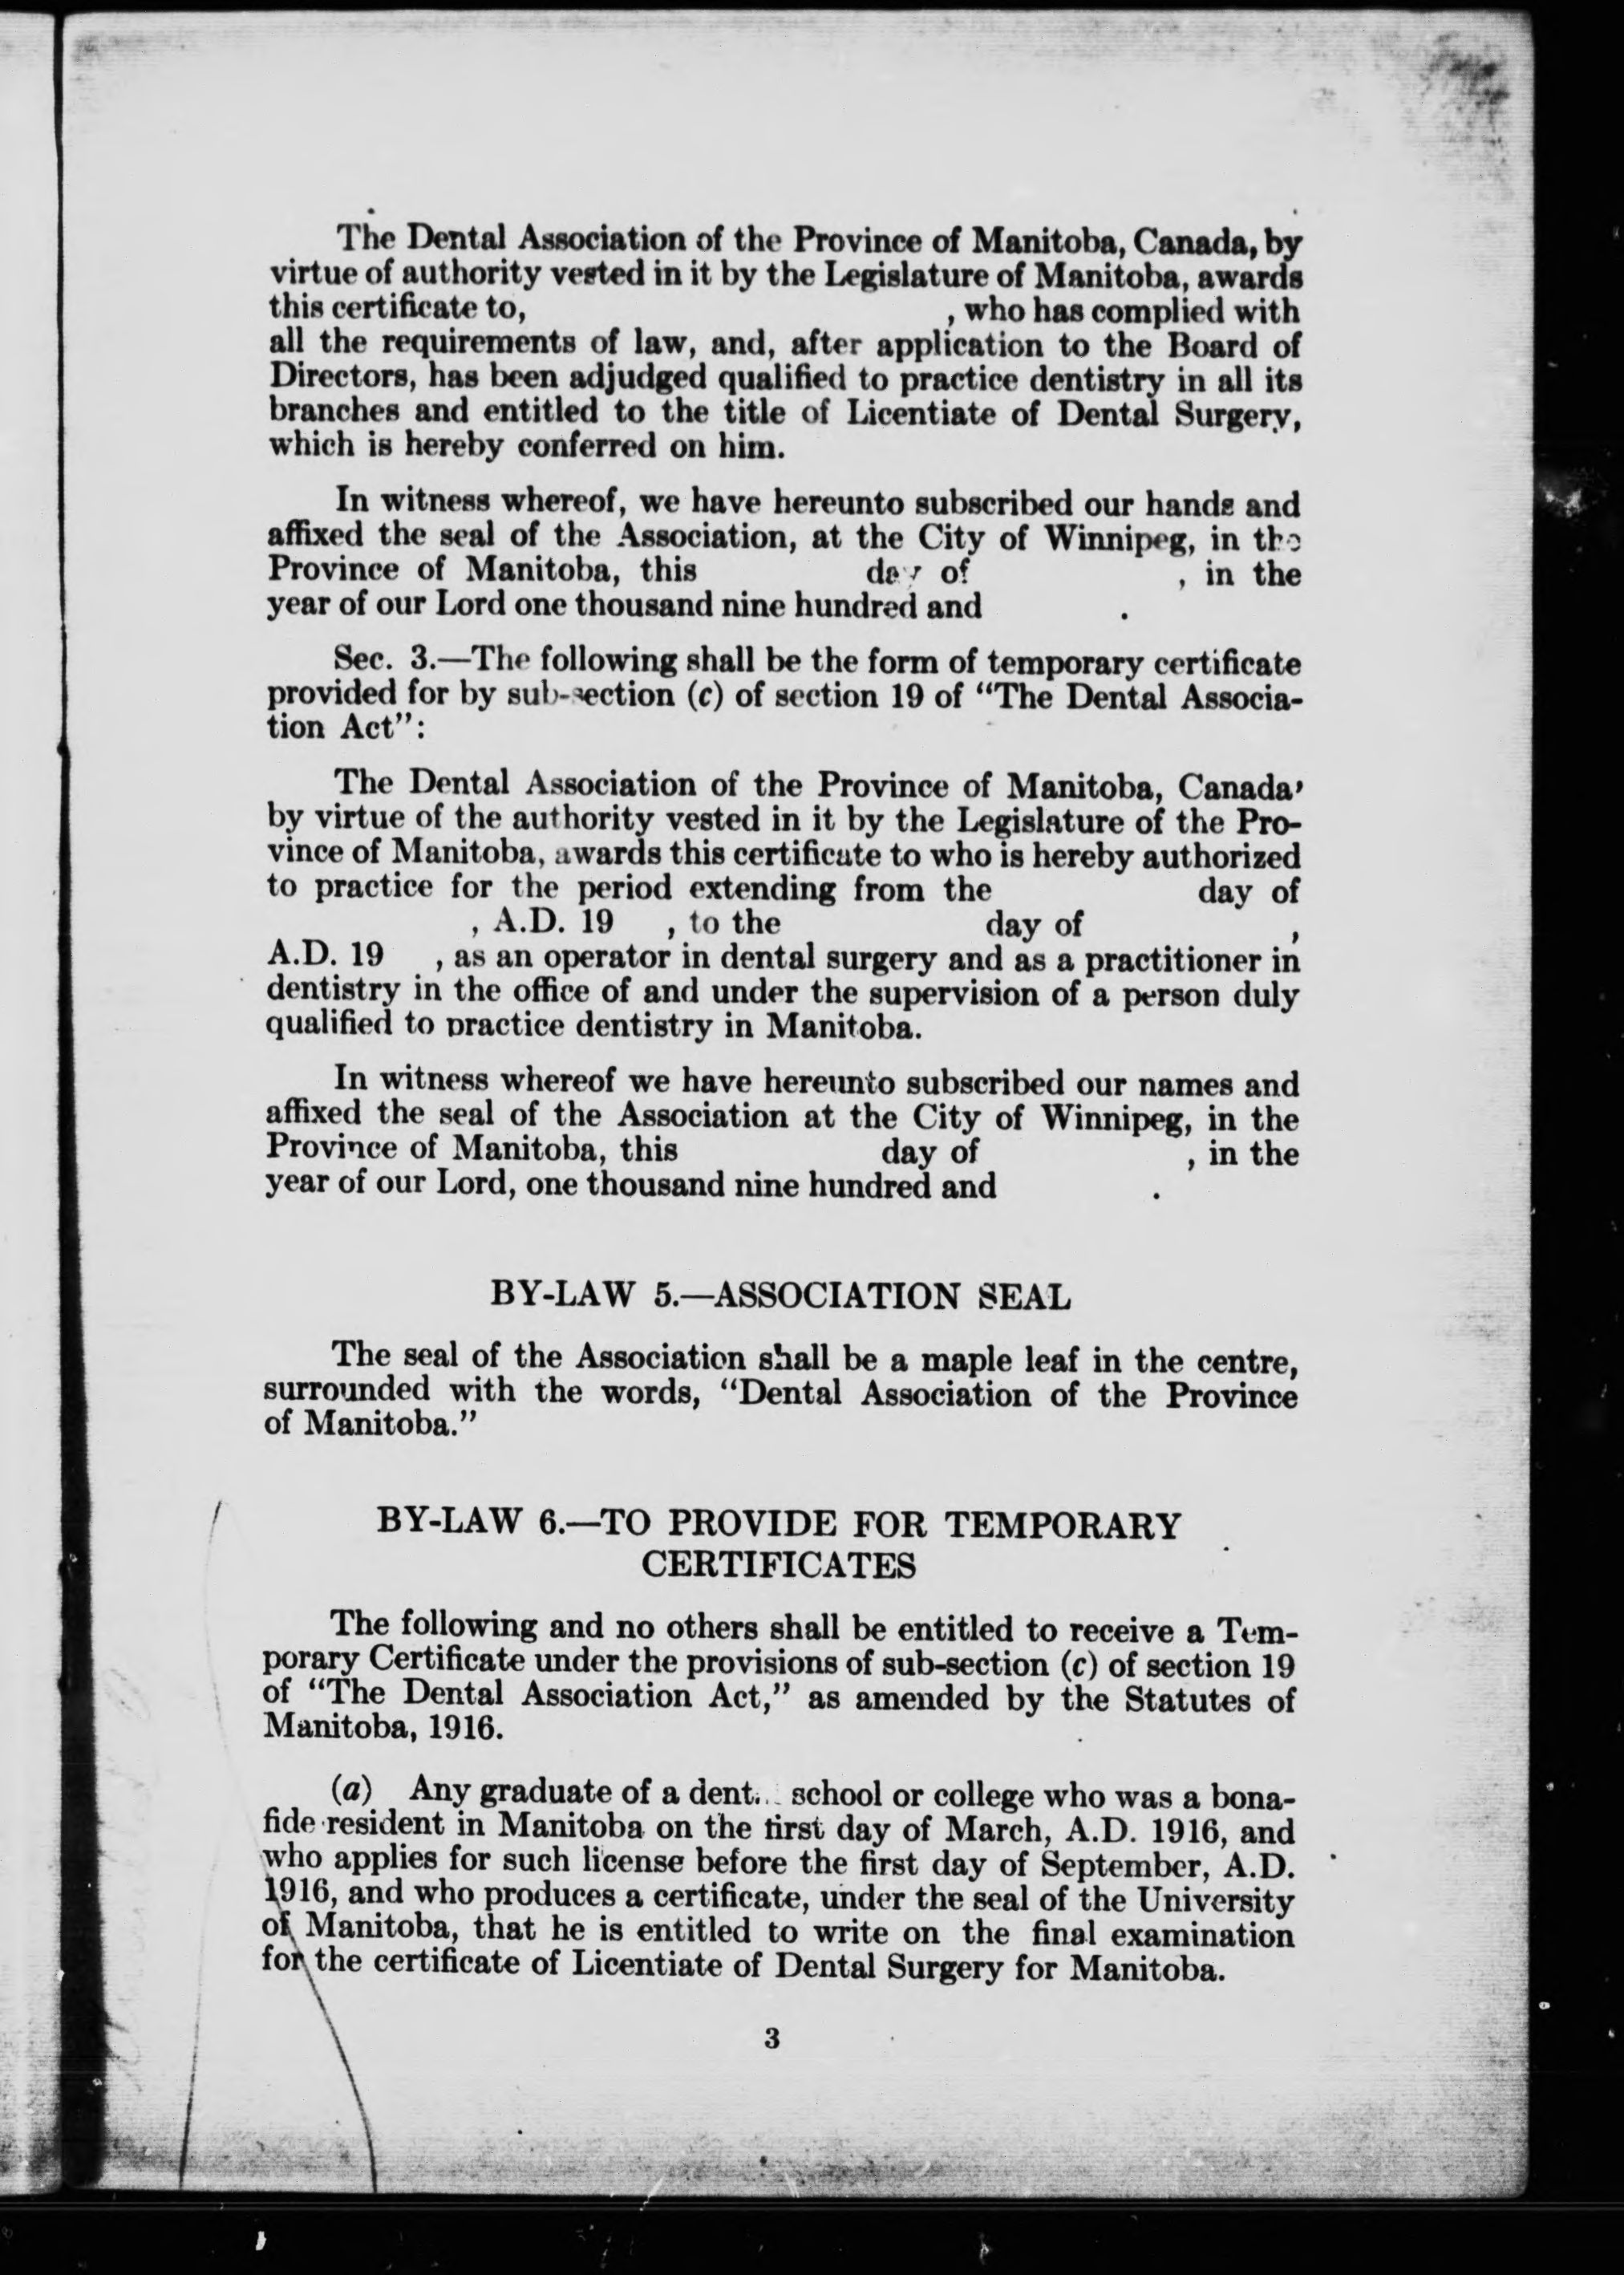 The Dental Association of the Province of Manitoba, Canada, by
virtue of authority vested in it by the Legislature of Manitoba, awards
this certificate to, , who has complied with
all the requirements of law, and, after application to the Board of
Directors, has been adjudged qualified to practice dentistry in all its
branches and entitled to the title of Licentiate of Dental Surgery,
which is hereby conferred on him.
In witness whereof, we have hereunto subscribed our hands and
affixed the seal of the Association, at the City of Winnipeg, in the
Province of Manitoba, this day of , in the
year of our Lord one thousand nine hundred and .
Sec. 3.—The following shall be the form of temporary certificate
provided for by sub-section (c) of section 19 of "The Dental Associa-
tion Act":
The Dental Association of the Province of Manitoba, Canada'
by virtue of the authority vested in it by the Legislature of the Pro-
vince of Manitoba, awards this certificate to who is hereby authorized
to practice for the period extending from the day of
, A.D. 19 , to the day of ,
A.D. 19 , as an operator in dental surgery and as a practitioner in
dentistry in the office of and under the supervision of a person duly
qualified to practice dentistry in Manitoba.
In witness whereof we have hereunto subscribed our names and
affixed the seal of the Association at the City of Winnipeg, in the
Province of Manitoba, this day of , in the
year of our Lord, one thousand nine hundred and .
BY-LAW 5.—ASSOCIATION SEAL
The seal of the Association shall be a maple leaf in the centre,
surrounded with the words, "Dental Association of the Province
of Manitoba."
BY-LAW 6.—TO PROVIDE FOR TEMPORARY
CERTIFICATES
The following and no others shall be entitled to receive a Tem-
porary Certificate under the provisions of sub-section (c) of section 19
of "The Dental Association Act," as amended by the Statutes of
Manitoba, 1916.
(a) Any graduate of a dental school or college who was a bona-
fide resident in Manitoba on the first day of March, A.D. 1916, and
who applies for such license before the first day of September, A.D.
1916, and who produces a certificate, under the seal of the University
of Manitoba, that he is entitled to write on the final examination
for the certificate of Licentiate of Dental Surgery for Manitoba.
3